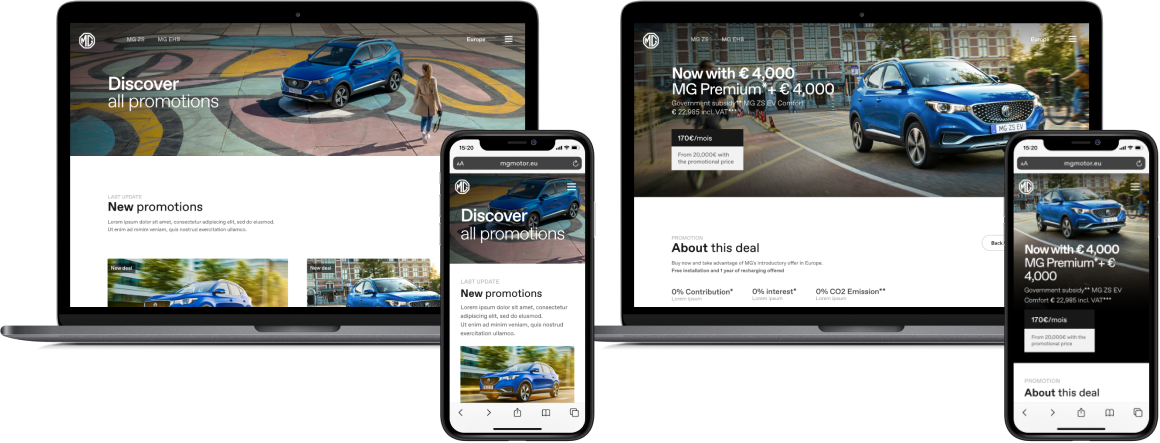 MG
MG ZS MG EHS
Europe
Discover
all promotions
LAST UPDATE
New promotions
Lorem ipsum dolor sit amet, consectetur adipiscing elit, sed do eiusmod.
Ut enim ad minim veniam, quis nostrud exercitation ullamco.
New deal
New deal
15:20
AA mgmotor.eu
MG
Discover
all promotions
LAST UPDATE
New promotions
Lorem ipsum dolor sit amet, consectetur
adipiscing elit, sed do eiusmod.
Ut enim ad minim veniam, quis nostrud
exercitation ullamco.
MG
MG ZS MG EHS
Europe
Now with € 4,000
MG Premium*+ € 4,000
Government subsidy** MG ZS EV Comfort
€ 22,985 incl. VAT***
170€/mois
From 20,000€ with
the promotional price
MG ZS EV
PROMOTION
About this deal
Back
Buy now and take advantage of MG's introductory offer in Europe.
Free installation and 1 year of recharging offered
0% Contribution* 0% interest* 0% CO2 Emission**
Lorem ipsum Lorem ipsum Lorem ipsum
15:20
AA mgmotor.eu
MG
Now with € 4,000
MG Premium*+ €
4,000
Government subsidy** MG ZS EV
Comfort € 22,985 incl. VAT***
170€/mois
From 20,000€ with the
promotional price
PROMOTION
About this deal